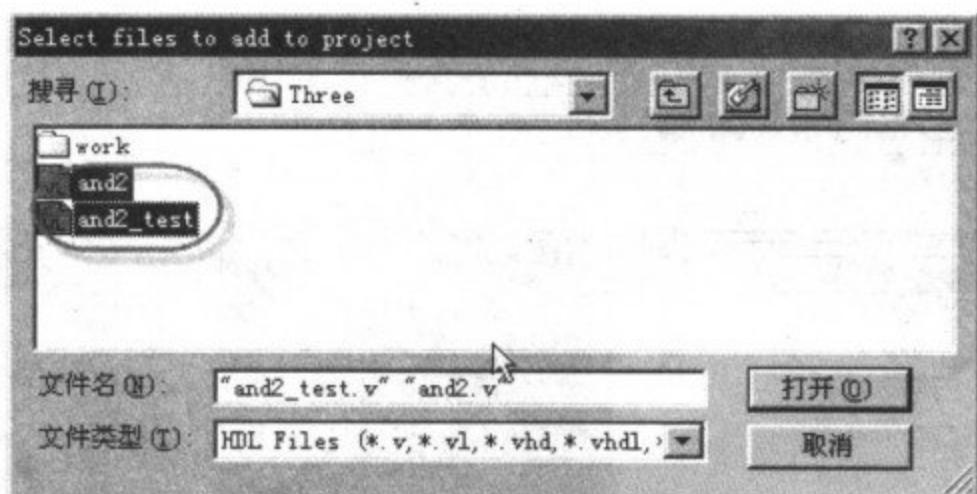 Select files to add to project
搜寻(I): Three
work
and2
and2_test
文件名(N): "and2_test.v" "and2.v" 打开(O)
文件类型(T): HDL Files (*.v,*.vl,*.vhd,*.vhdl, 取消